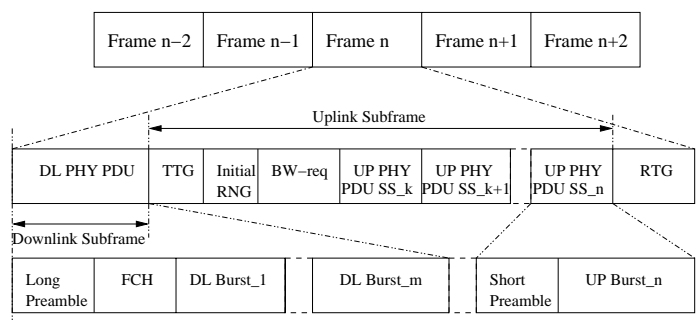 Frame n−2 Frame n−1 Frame n Frame n+1 Frame n+2
Uplink Subframe
DL PHY PDU TTG Initial RNG BW−req UP PHY PDU SS_k UP PHY PDU SS_k+1 UP PHY PDU SS_n RTG
Downlink Subframe
Long Preamble FCH DL Burst_1 DL Burst_m Short Preamble UP Burst_n